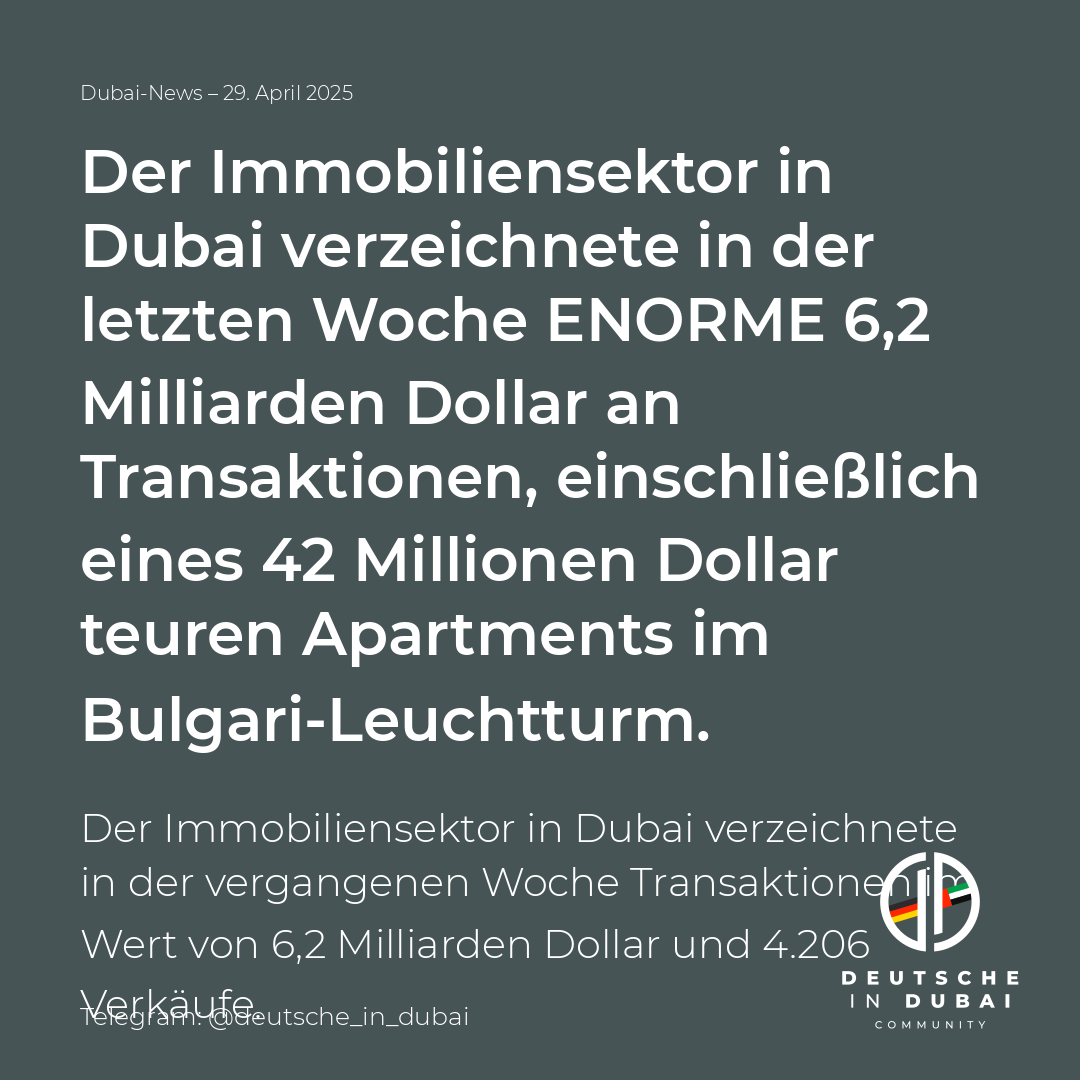 Dubai-News – 29. April 2025
Der Immobiliensektor in
Dubai verzeichnete in der
letzten Woche ENORME 6,2
Milliarden Dollar an
Transaktionen, einschließlich
eines 42 Millionen Dollar
teuren Apartments im
Bulgari-Leuchtturm.
Der Immobiliensektor in Dubai verzeichnete
in der vergangenen Woche Transaktionen im
Wert von 6,2 Milliarden Dollar und 4.206
Verkäufe.
Telegram: @deutsche_in_dubai
DEUTSCHE
IN DUBAI
COMMUNITY